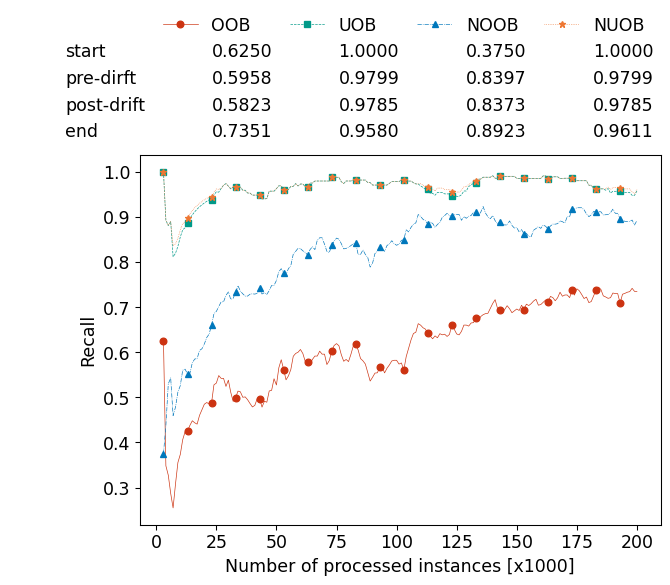 OOB UOB NOOB NUOB
start 0.6250 1.0000 0.3750 1.0000
pre-dirft 0.5958 0.9799 0.8397 0.9799
post-drift 0.5823 0.9785 0.8373 0.9785
end 0.7351 0.9580 0.8923 0.9611
1.0
0.9
0.8
0.7
0.6
0.5
0.4
0.3
Recall
0 25 50 75 100 125 150 175 200
Number of processed instances [x1000]